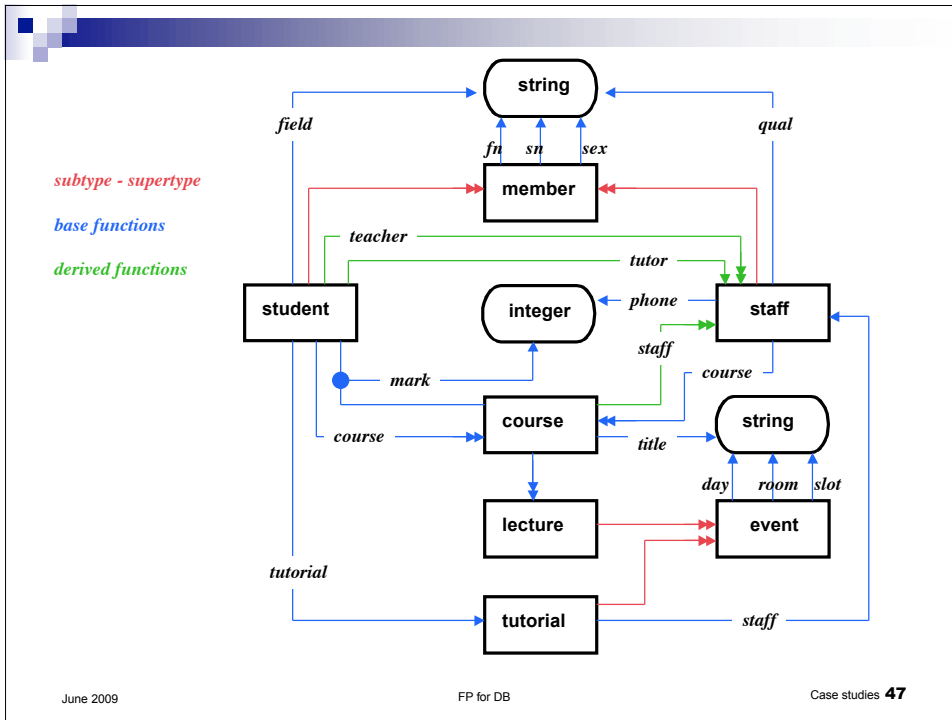 string
field
qual
fn sn sex
subtype - supertype
member
base functions
teacher
derived functions
tutor
student
integer
phone
staff
staff
course
mark
course
string
course
title
day room slot
lecture
event
tutorial
tutorial
staff
June 2009
FP for DB
Case studies 47